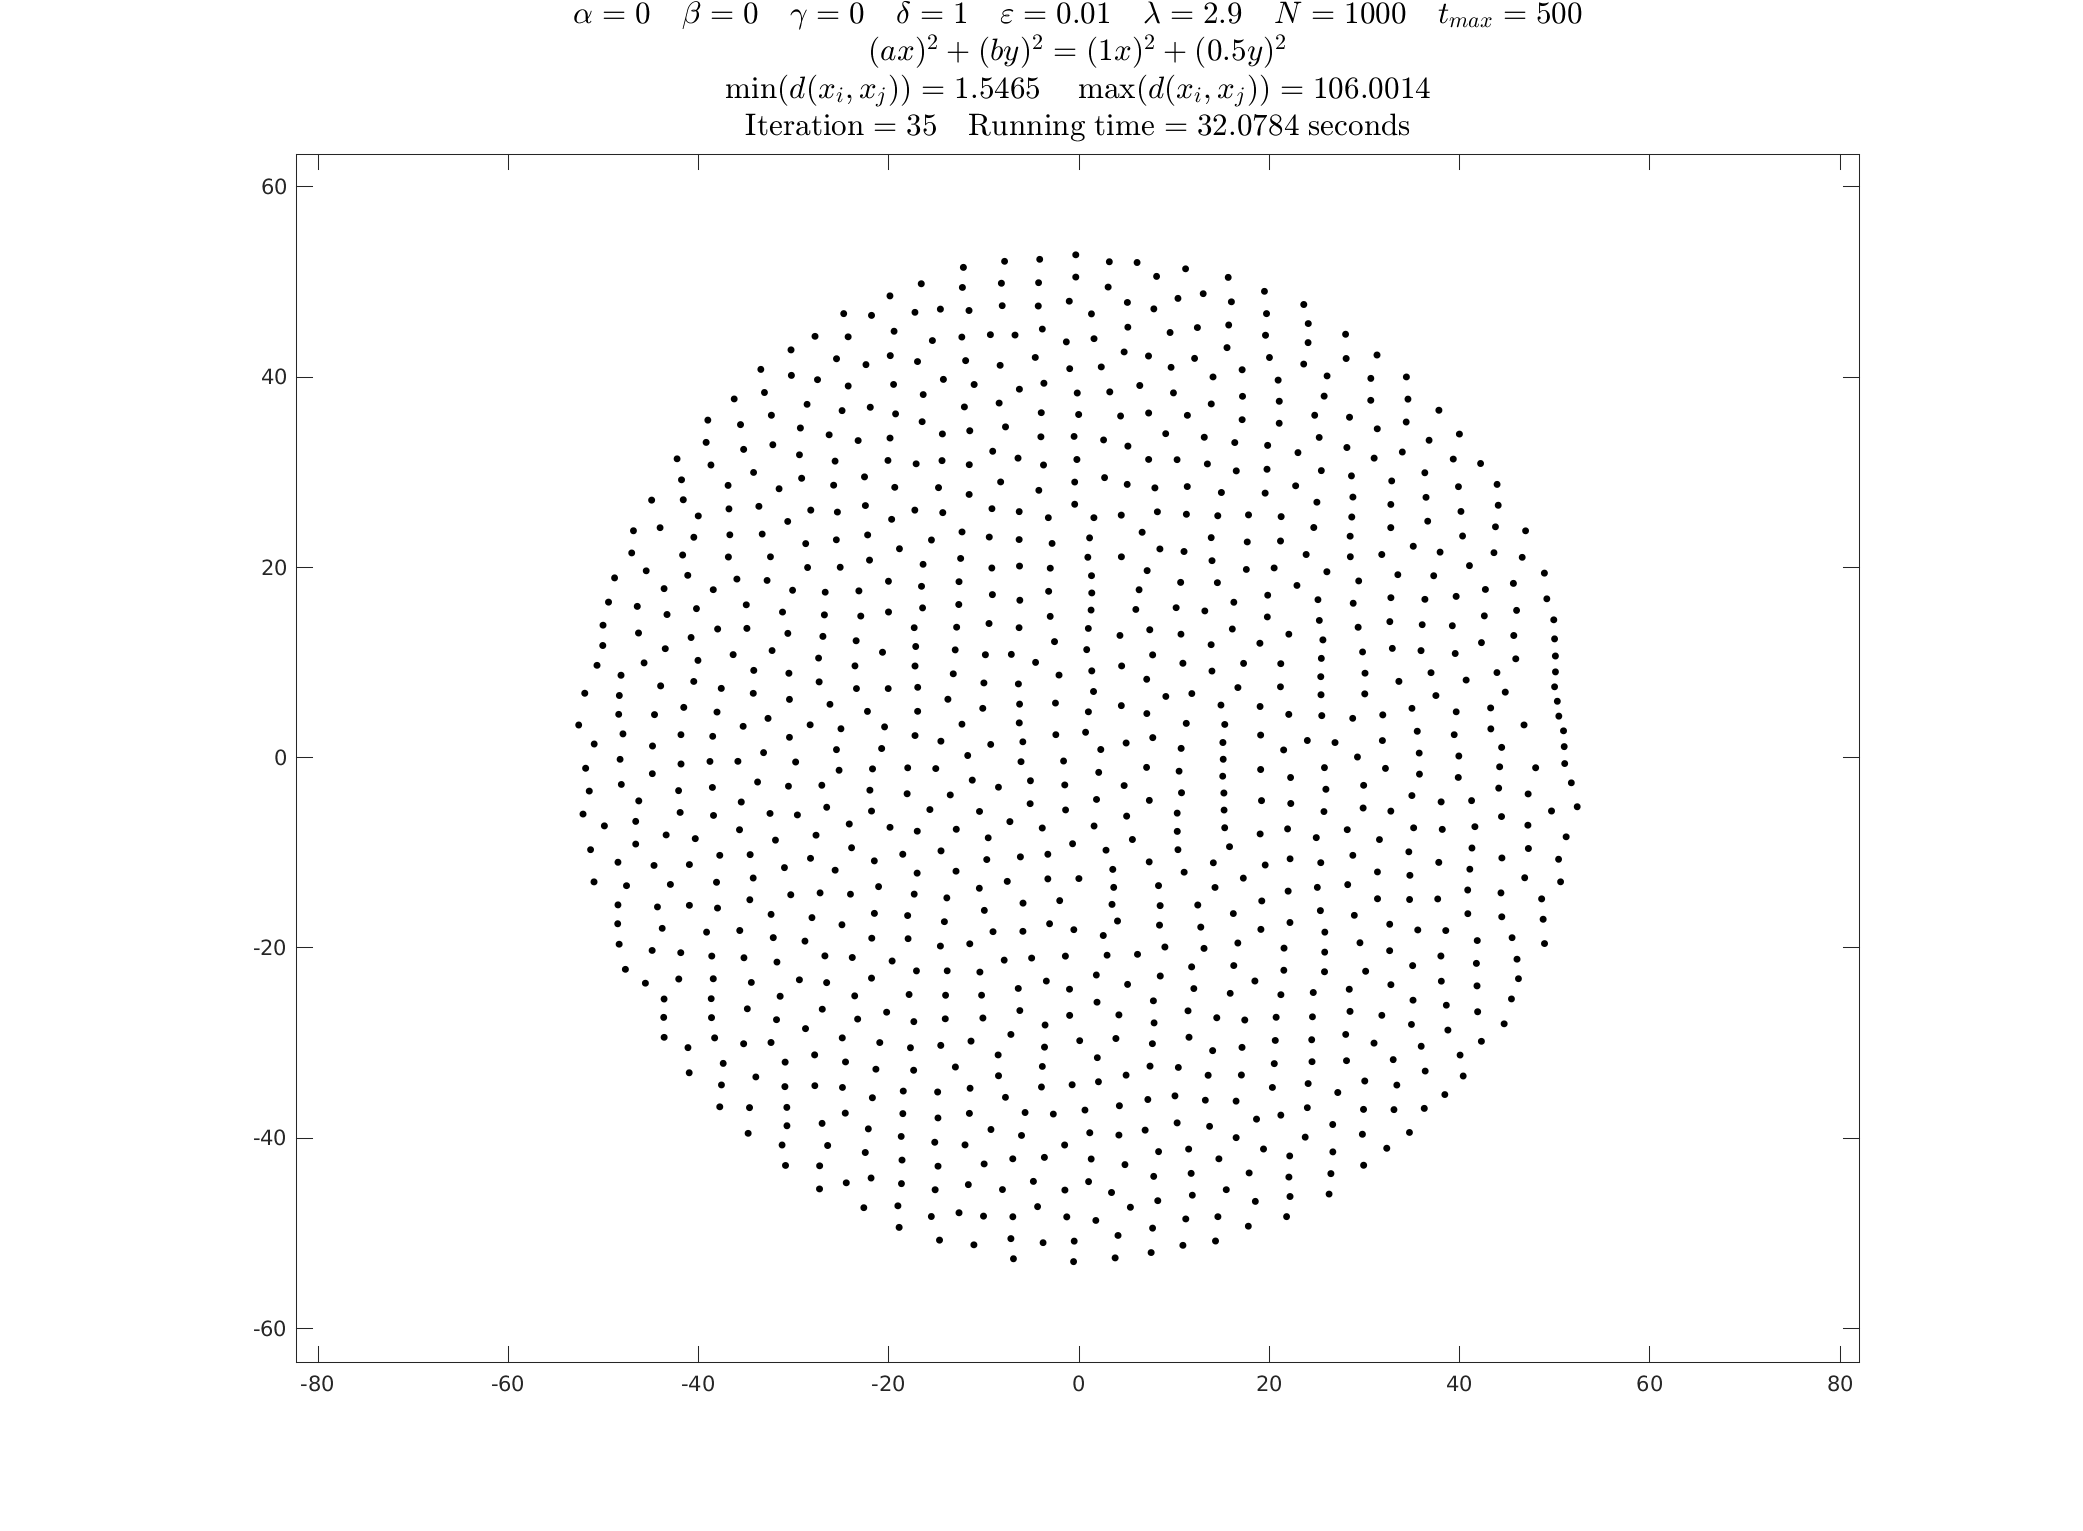 α = 0 β = 0 γ = 0 δ = 1 ε = 0.01 λ = 2.9 N = 1000 t_{max} = 500
(ax)² + (by)² = (1x)² + (0.5y)²
min(d(x_i, x_j)) = 1.5465 max(d(x_i, x_j)) = 106.0014
Iteration = 35 Running time = 32.0784 seconds
60
40
20
0
-20
-40
-60
-80 -60 -40 -20 0 20 40 60 80